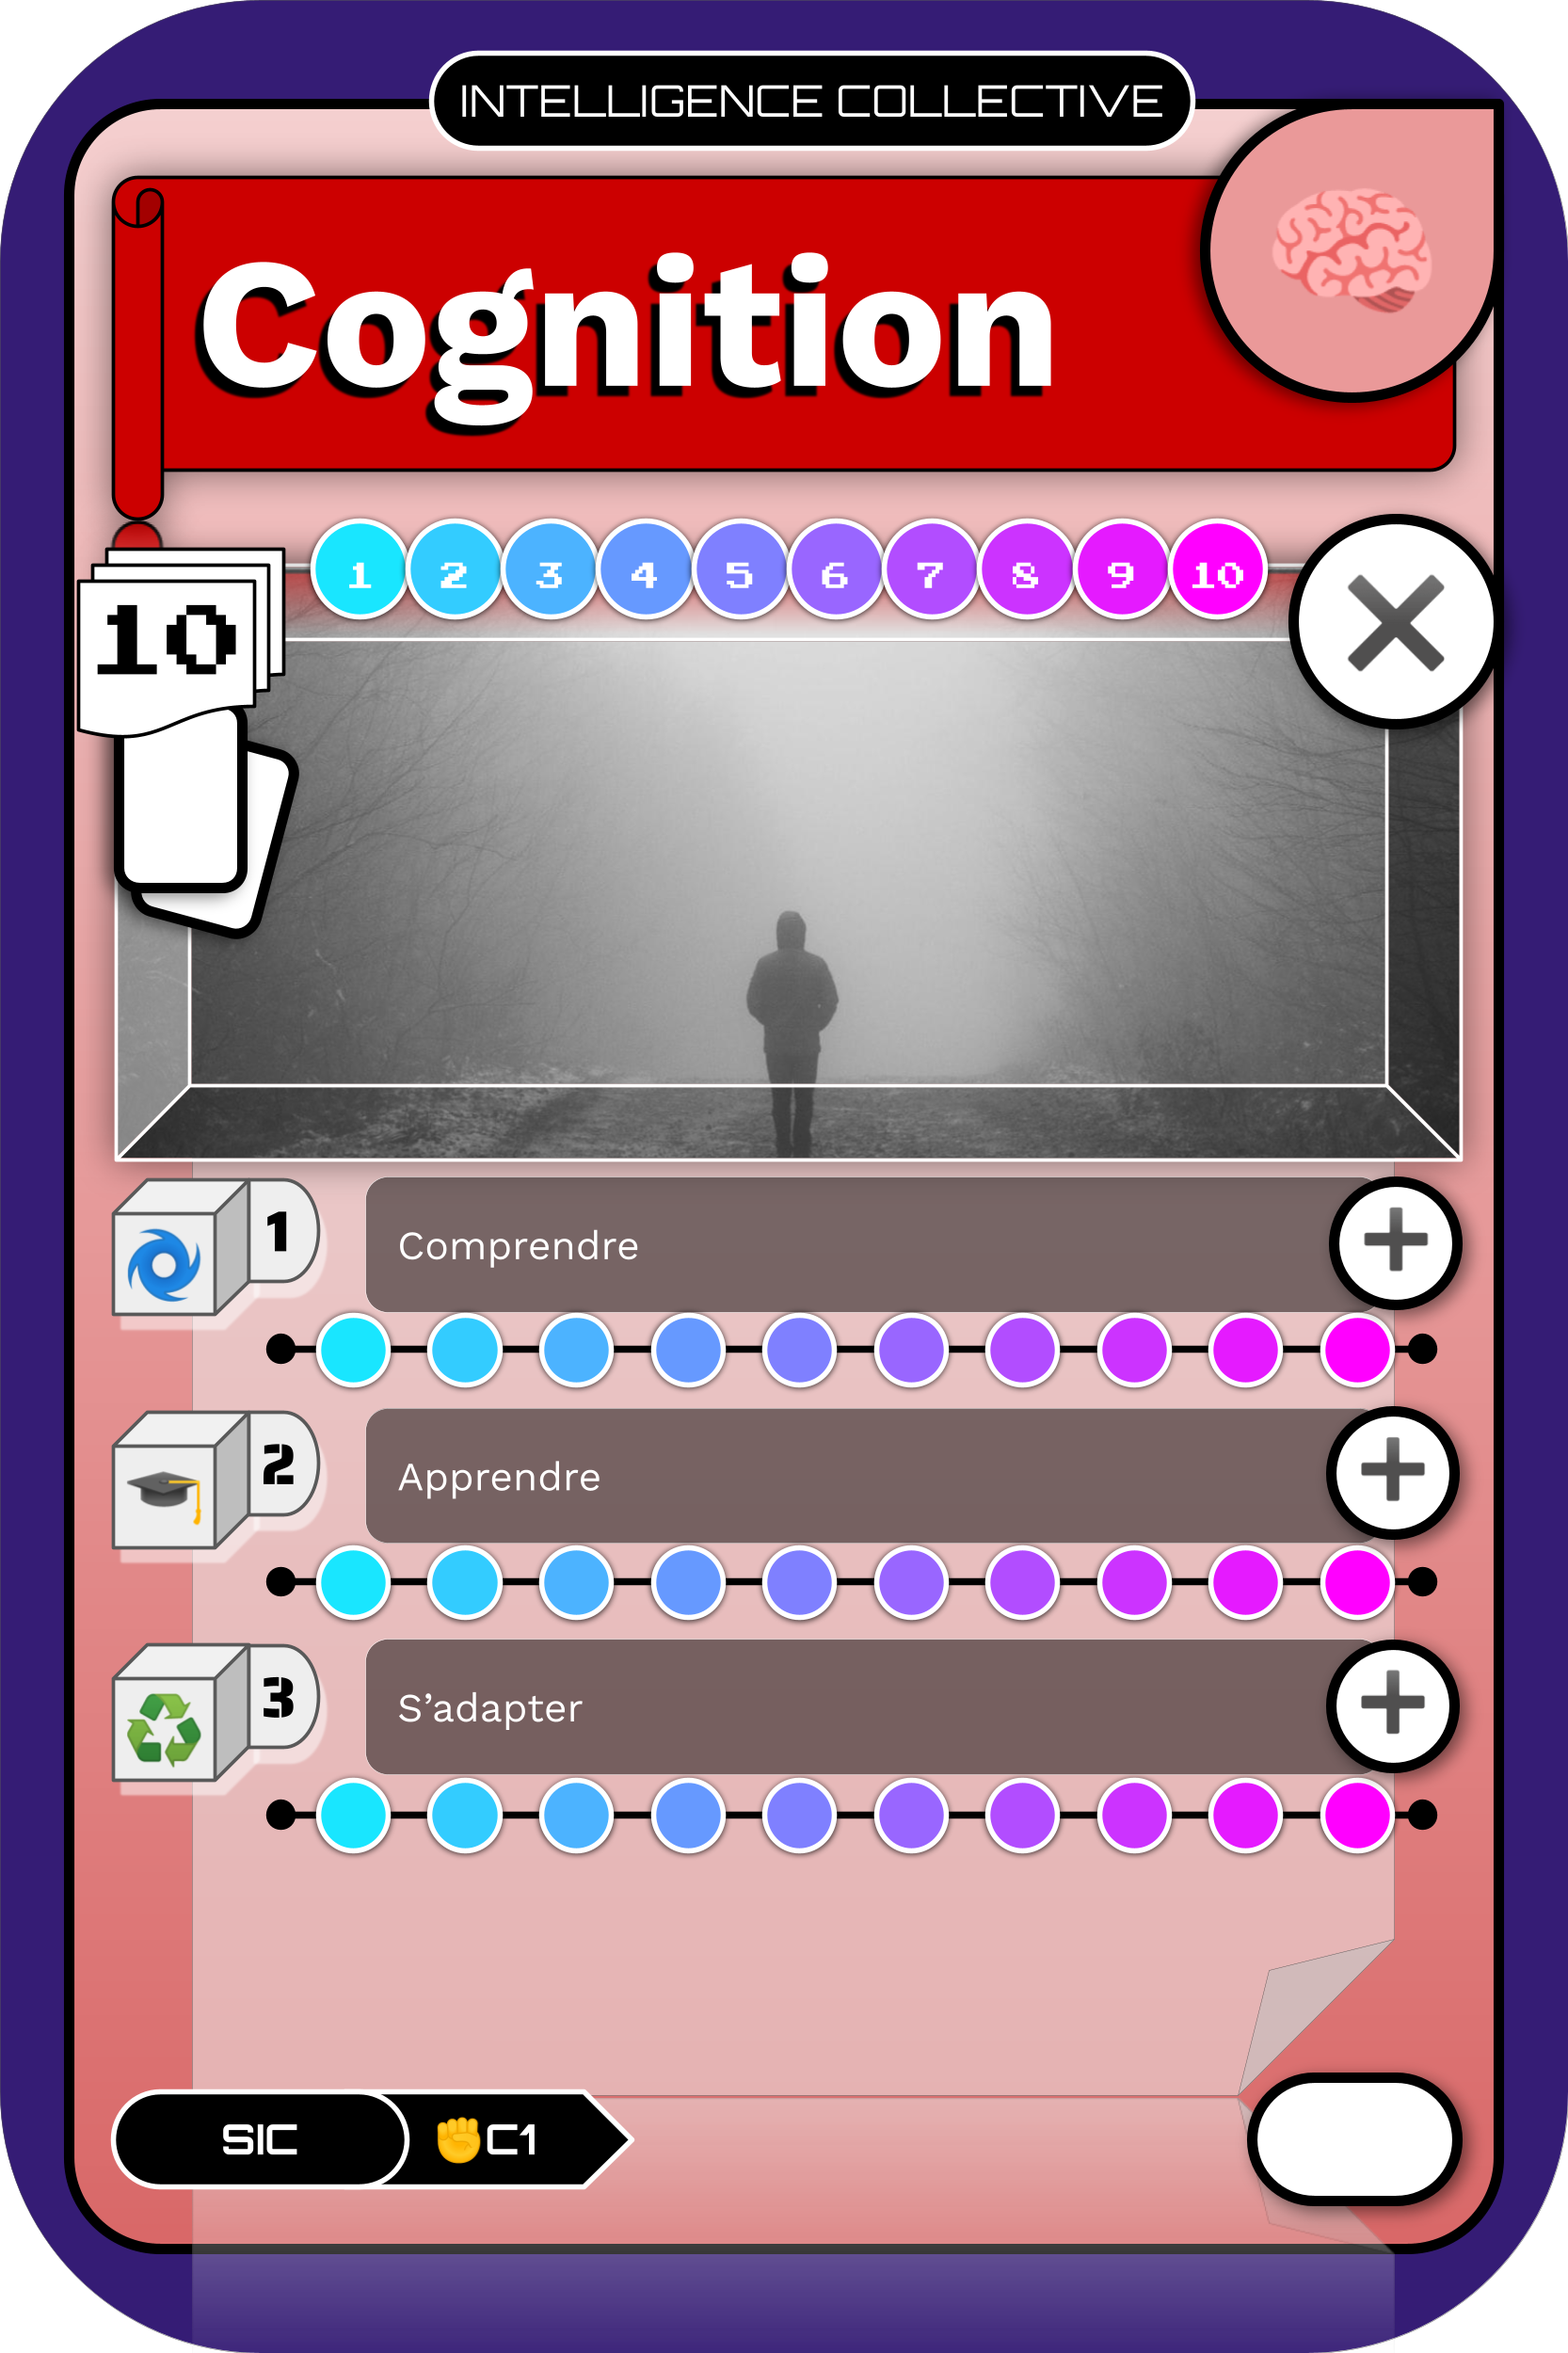 INTELLIGENCE COLLECTIVE
Cognition
1 2 3 4 5 6 7 8 9 10
10
1
Comprendre
2
Apprendre
3
S’adapter
SIC
✊C1